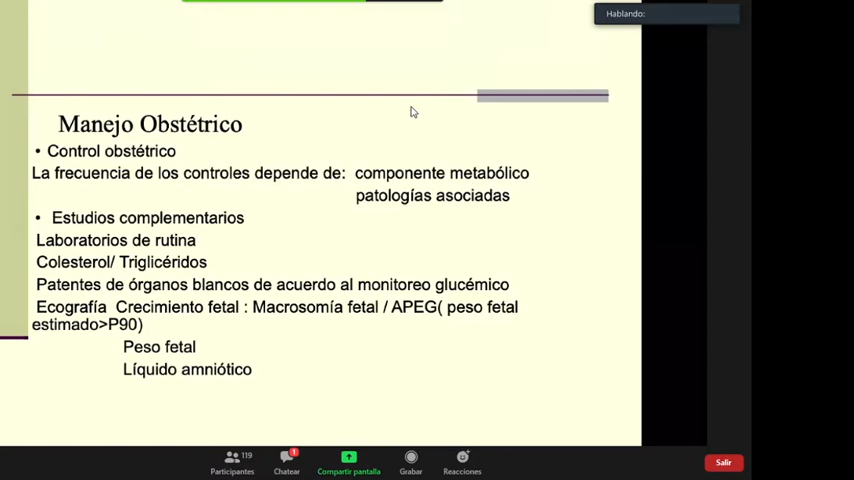 Hablando:
Manejo Obstétrico
• Control obstétrico
La frecuencia de los controles depende de: componente metabólico
patologías asociadas
• Estudios complementarios
Laboratorios de rutina
Colesterol/ Triglicéridos
Patentes de órganos blancos de acuerdo al monitoreo glucémico
Ecografía Crecimiento fetal : Macrosomía fetal / APEG( peso fetal
estimado>P90)
Peso fetal
Líquido amniótico
119
1
Participantes
Chatear
Compartir pantalla
Grabar
Reacciones
Salir